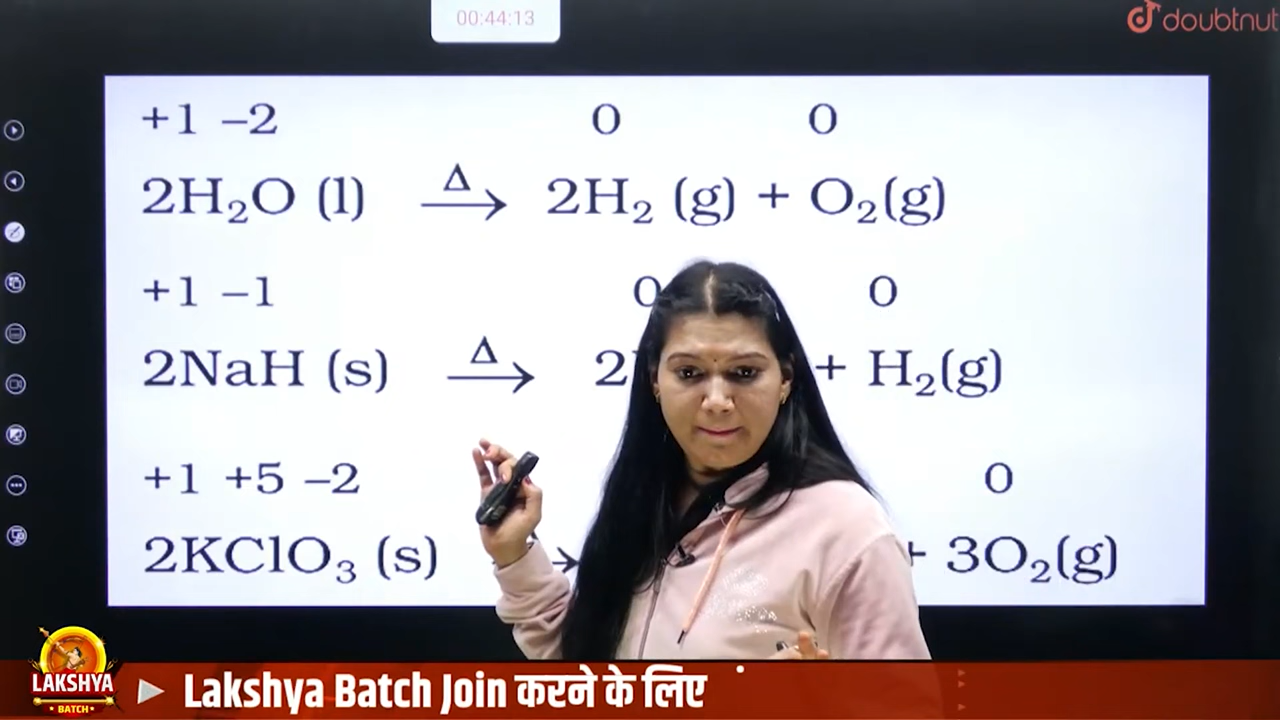 00:44:13
doubtnut
+1 –2 0 0
2H₂O (l) —Δ→ 2H₂ (g) + O₂(g)
+1 –1 0 0
2NaH (s) —Δ→ 2 + H₂(g)
+1 +5 –2 0
2KClO₃ (s) → + 3O₂(g)
LAKSHYA
BATCH
Lakshya Batch Join करने के लिए